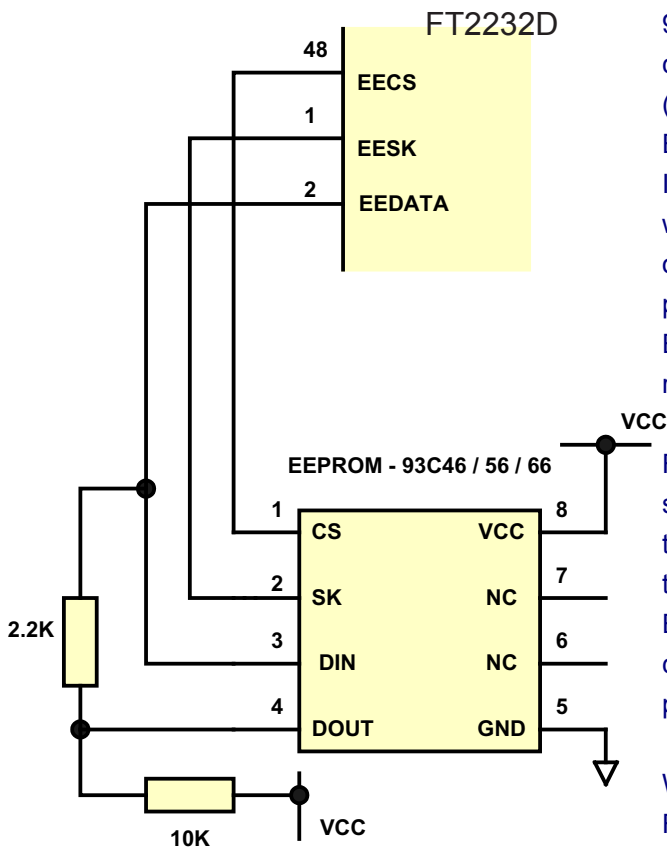 FT2232D
48
EECS
1
EESK
2
EEDATA
VCC
EEPROM - 93C46 / 56 / 66
1
CS
VCC
8
2
SK
NC
7
2.2K
3
DIN
NC
6
4
DOUT
GND
5
10K
VCC